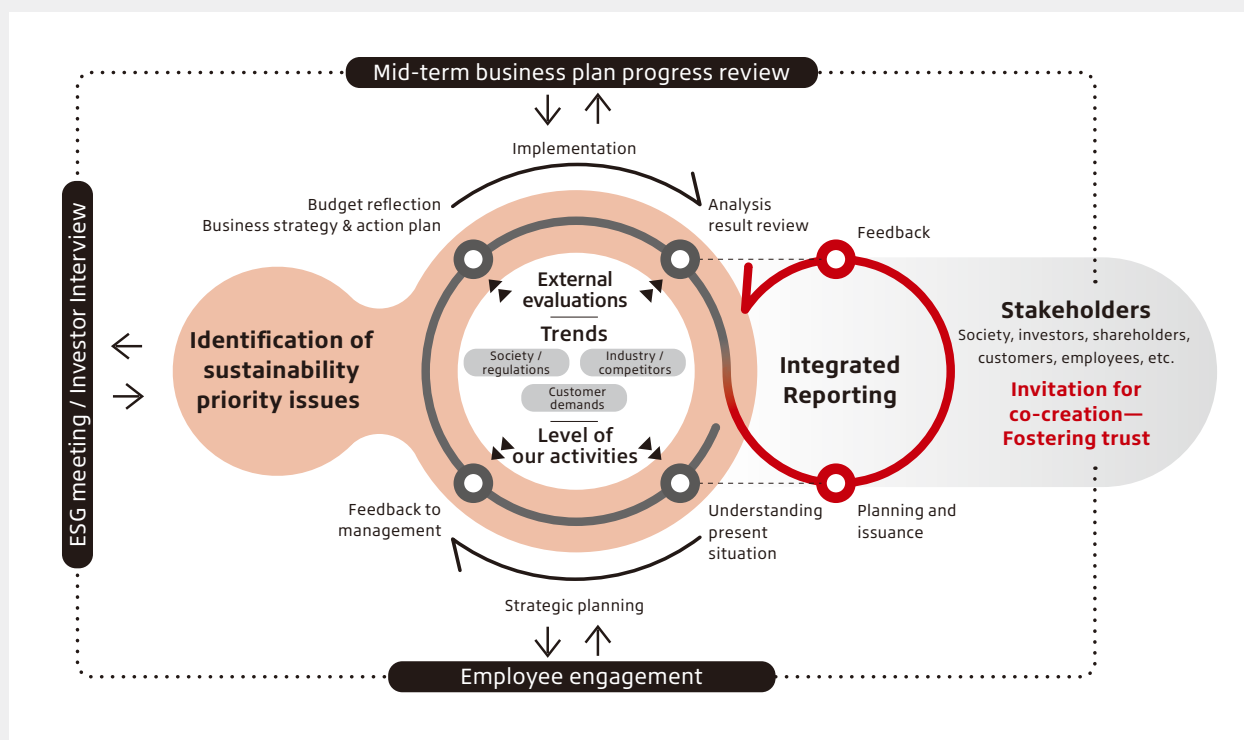 Mid-term business plan progress review
Implementation
Budget reflection
Business strategy & action plan
Analysis
result review
Feedback
ESG meeting / Investor Interview
Identification of
sustainability
priority issues
External
evaluations
Trends
Society /
regulations
Industry /
competitors
Customer
demands
Level of
our activities
Integrated
Reporting
Stakeholders
Society, investors, shareholders,
customers, employees, etc.
Invitation for
co-creation—
Fostering trust
Feedback to
management
Understanding
present
situation
Planning and
issuance
Strategic planning
Employee engagement